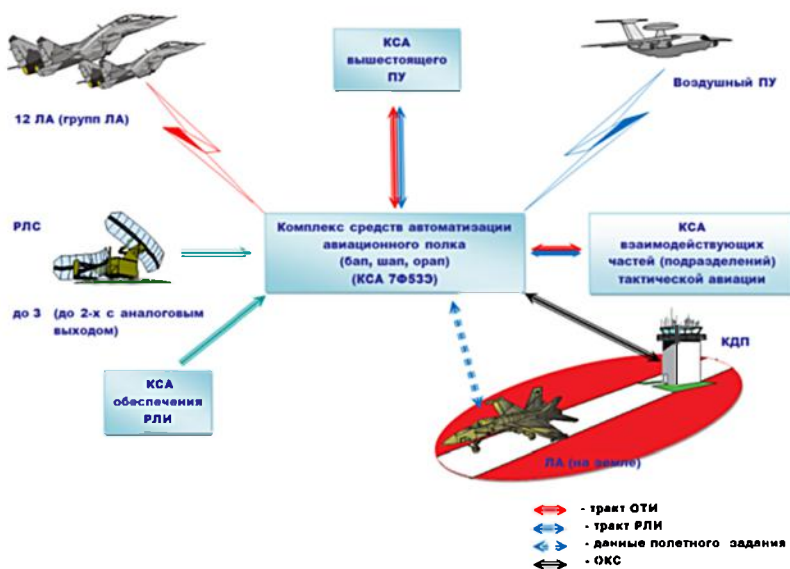 КСА
вышестоящего
ПУ
Воздушный ПУ
12 ЛА (групп ЛА)
РЛС
Комплекс средств автоматизации
авиационного полка
(бап, шап, орап)
(КСА 7Ф53Э)
КСА
взаимодействующих
частей (подразделений)
тактической авиации
до 3 (до 2-х с аналоговым
выходом)
КДП
КСА
обеспечения
РЛИ
ЛА (на земле)
- тракт ОТИ
- тракт РЛИ
- данные полетного задания
- ОКС